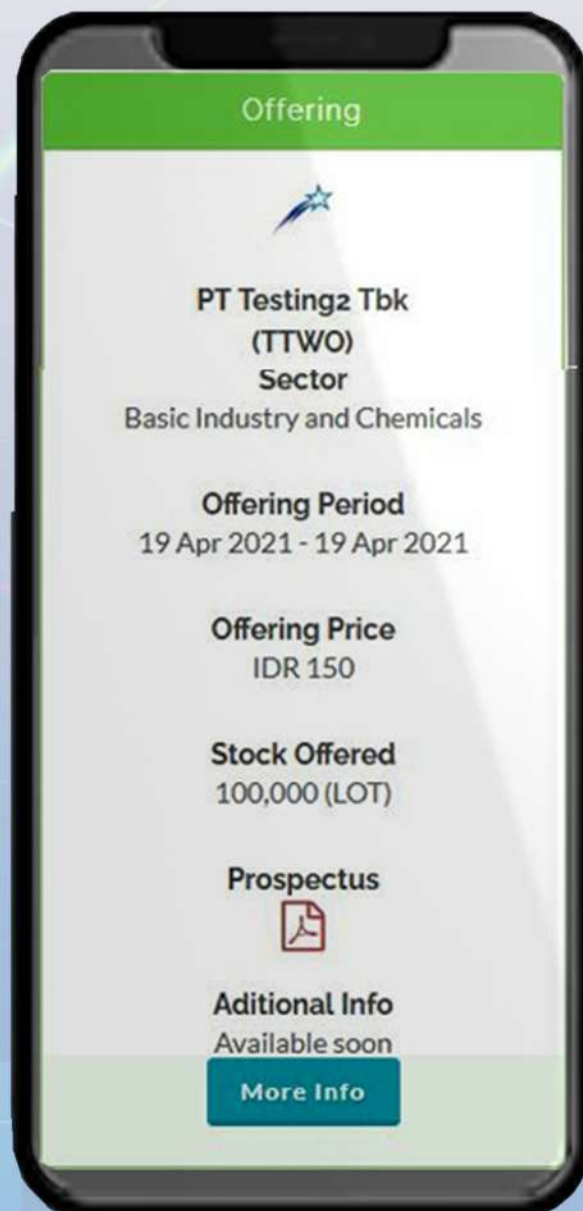 Offering
PT Testing2 Tbk
(TTWO)
Sector
Basic Industry and Chemicals
Offering Period
19 Apr 2021 - 19 Apr 2021
Offering Price
IDR 150
Stock Offered
100,000 (LOT)
Prospectus
Aditional Info
Available soon
More Info